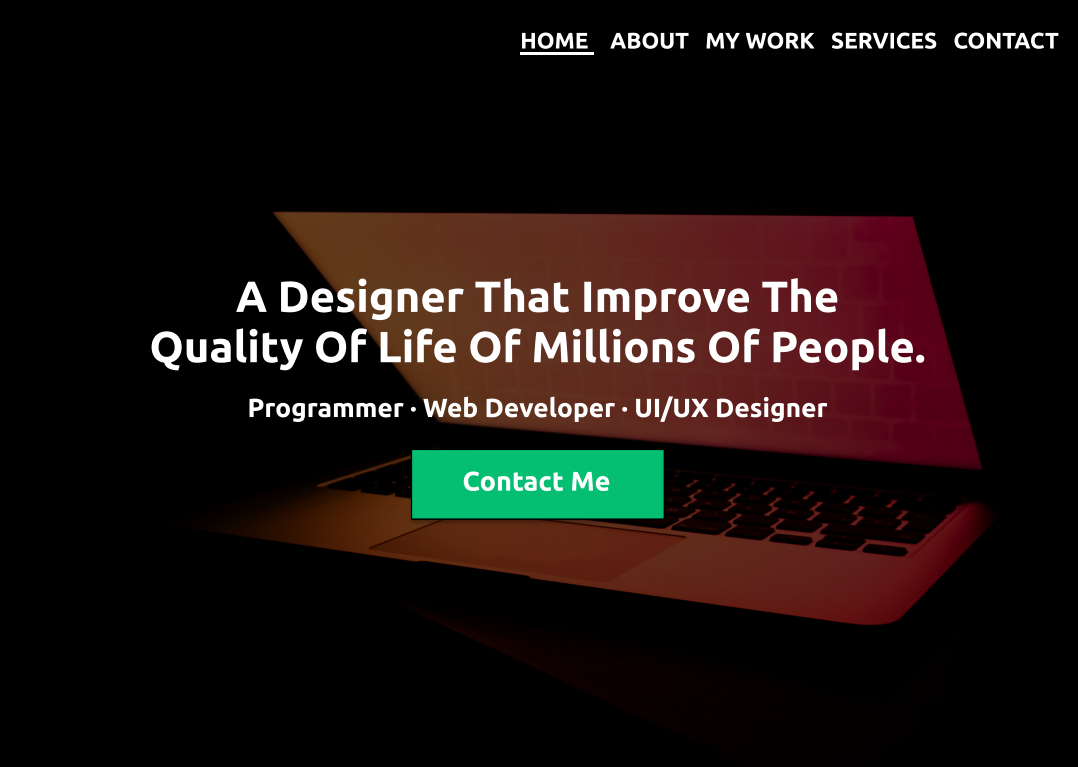 HOME ABOUT MY WORK SERVICES CONTACT
A Designer That Improve The
Quality Of Life Of Millions Of People.
Programmer · Web Developer · UI/UX Designer
Contact Me